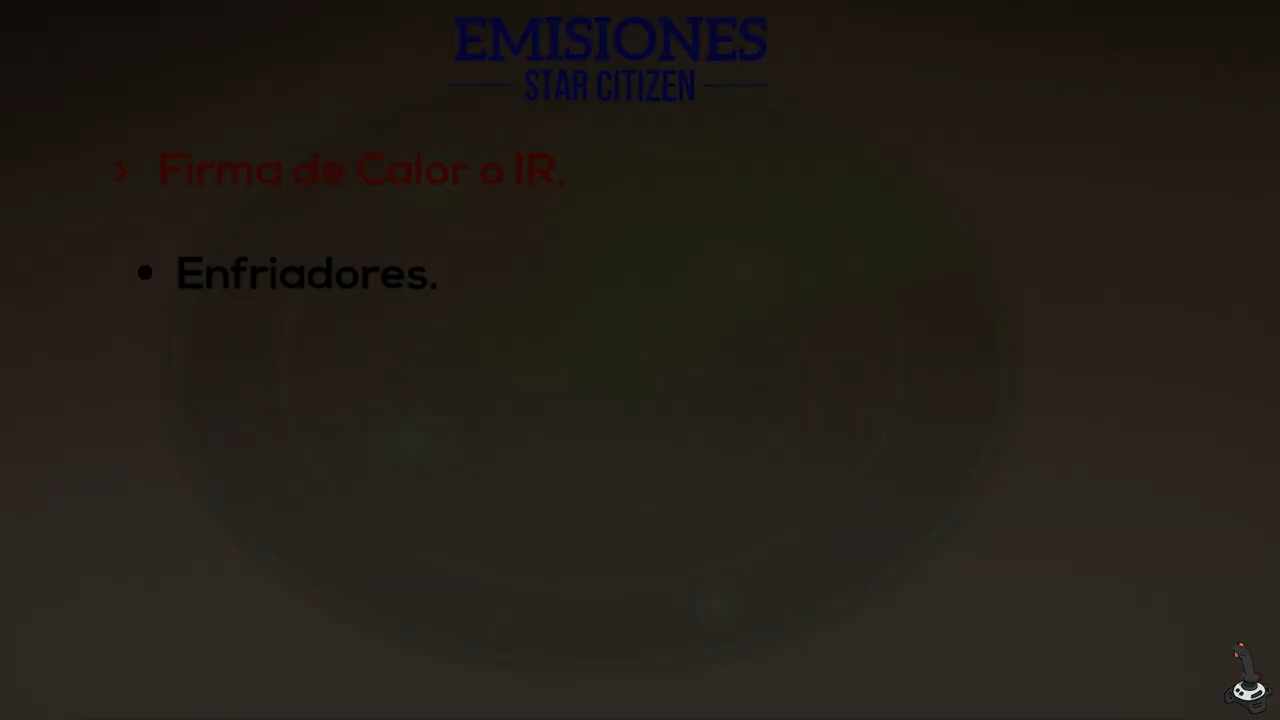 EMISIONES
STAR CITIZEN
› Firma de Calor o IR.
• Enfriadores.